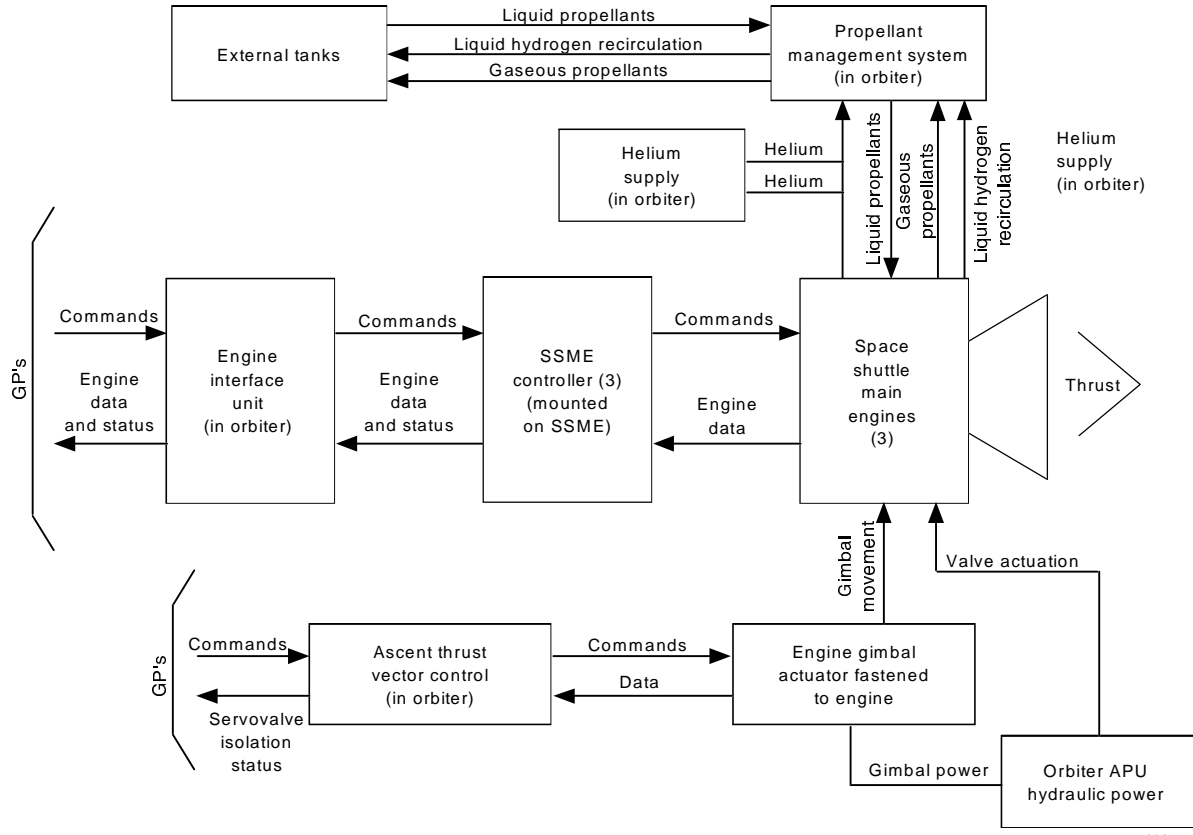 Liquid propellants
External tanks
Liquid hydrogen recirculation
Gaseous propellants
Propellant
management system
(in orbiter)
Helium
supply
(in orbiter)
Helium
Helium
Liquid propellants
Gaseous
propellants
Liquid hydrogen
recirculation
Helium
supply
(in orbiter)
GP's
Commands
Engine
data
and status
Engine
interface
unit
(in orbiter)
Commands
Engine
data
and status
SSME
controller (3)
(mounted
on SSME)
Commands
Engine
data
Space
shuttle
main
engines
(3)
Thrust
Gimbal
movement
Valve actuation
GP's
Commands
Servovalve
isolation
status
Ascent thrust
vector control
(in orbiter)
Commands
Data
Engine gimbal
actuator fastened
to engine
Gimbal power
Orbiter APU
hydraulic power